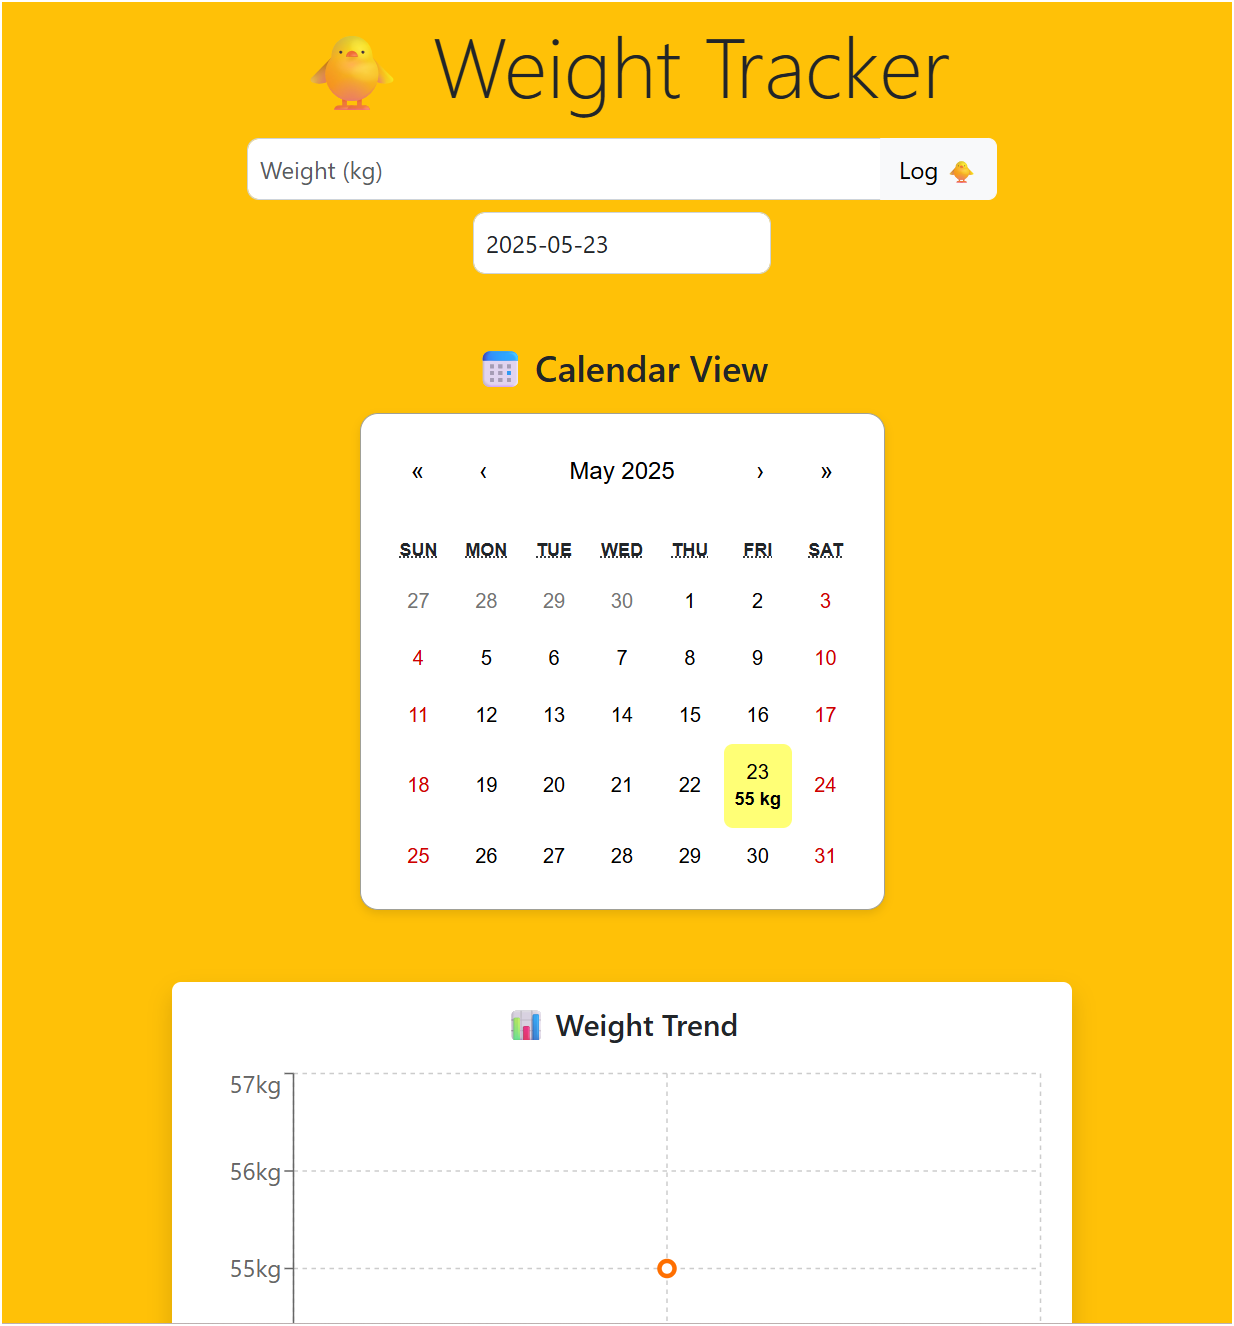 Weight Tracker
Weight (kg) Log
2025-05-23
Calendar View
« ‹ May 2025 › »
SUN MON TUE WED THU FRI SAT
27 28 29 30 1 2 3
4 5 6 7 8 9 10
11 12 13 14 15 16 17
18 19 20 21 22 23 24
55 kg
25 26 27 28 29 30 31
Weight Trend
57kg
56kg
55kg